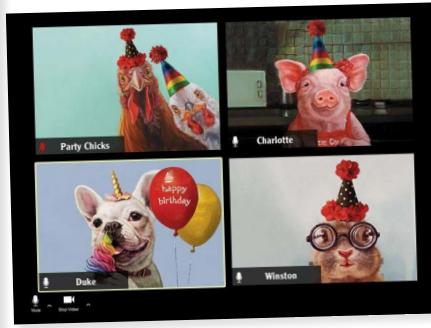 Party Chicks
Charlotte
happy
birthday
Duke
Winston
Mute
Stop Video